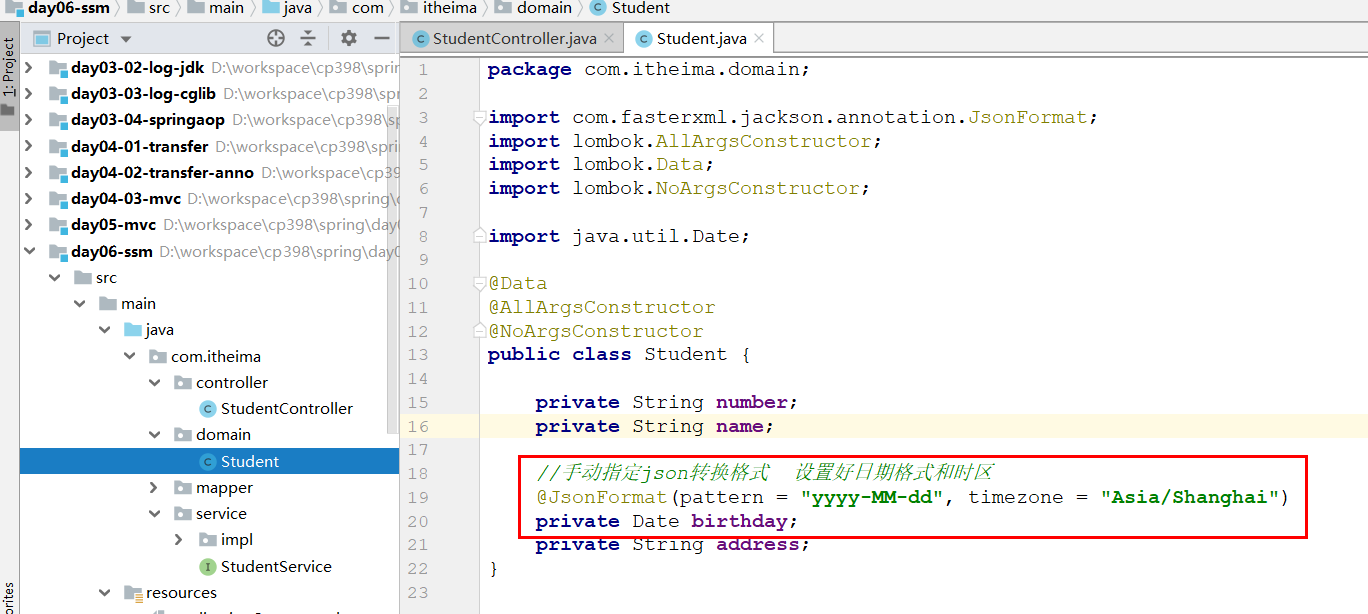 day06-ssm src main java com itheima domain Student
1: Project
Project
StudentController.java Student.java
day03-02-log-jdk D:\workspace\cp398\spri
day03-03-log-cglib D:\workspace\cp398\sp
day03-04-springaop D:\workspace\cp398\s
day04-01-transfer D:\workspace\cp398\spri
day04-02-transfer-anno D:\workspace\cp39
day04-03-mvc D:\workspace\cp398\spring\
day05-mvc D:\workspace\cp398\spring\day
day06-ssm D:\workspace\cp398\spring\day0
src
main
java
com.itheima
controller
StudentController
domain
Student
mapper
service
impl
StudentService
resources
1 package com.itheima.domain;
2
3 import com.fasterxml.jackson.annotation.JsonFormat;
4 import lombok.AllArgsConstructor;
5 import lombok.Data;
6 import lombok.NoArgsConstructor;
7
8 import java.util.Date;
9
10 @Data
11 @AllArgsConstructor
12 @NoArgsConstructor
13 public class Student {
14
15 private String number;
16 private String name;
17
18 //手动指定json转换格式 设置好日期格式和时区
19 @JsonFormat(pattern = "yyyy-MM-dd", timezone = "Asia/Shanghai")
20 private Date birthday;
21 private String address;
22 }
23